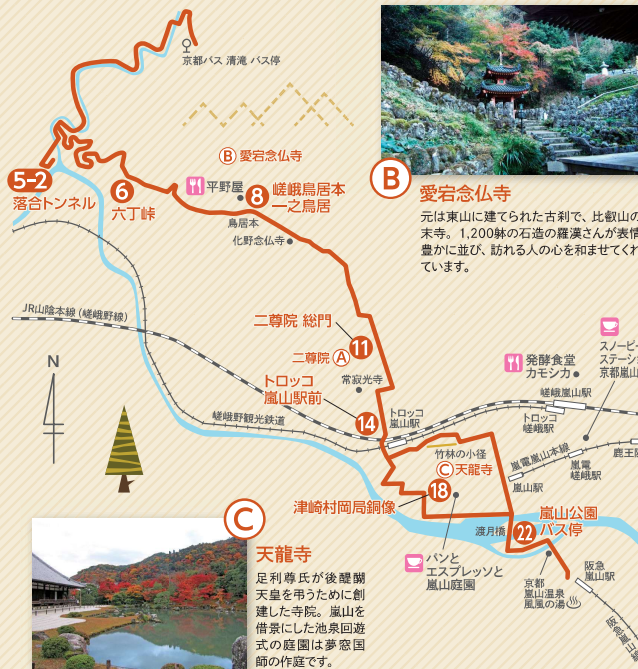 京都バス 清滝 バス停
B 愛宕念仏寺
5-2
落合トンネル
6
六丁峠
平野屋
8 嵯峨鳥居本
一之鳥居
鳥居本
化野念仏寺
B
愛宕念仏寺
元は東山に建てられた古刹で、比叡山の
末寺。1,200躰の石造の羅漢さんが表情
豊かに並び、訪れる人の心を和ませてくれ
ています。
JR山陰本線（嵯峨野線）
二尊院 総門
11
二尊院 A
常寂光寺
トロッコ
嵐山駅前
14
トロッコ
嵐山駅
嵯峨野観光鉄道
N
発酵食堂
カモシカ
スヌーピー
ステーシ
京都嵐山
嵯峨嵐山駅
トロッコ
嵯峨駅
嵐電嵐山本線
嵐電
嵯峨駅
鹿王
嵐山駅
竹林の小径
C 天龍寺
18
津崎村岡局銅像
渡月橋
22
嵐山公園
バス停
パンと
エスプレッソと
嵐山庭園
京都
嵐山温泉
風風の湯
阪急
嵐山駅
阪急嵐山
C
天龍寺
足利尊氏が後醍醐
天皇を弔うために創
建した寺院。嵐山を
借景にした池泉回遊
式の庭園は夢窓国
師の作庭です。